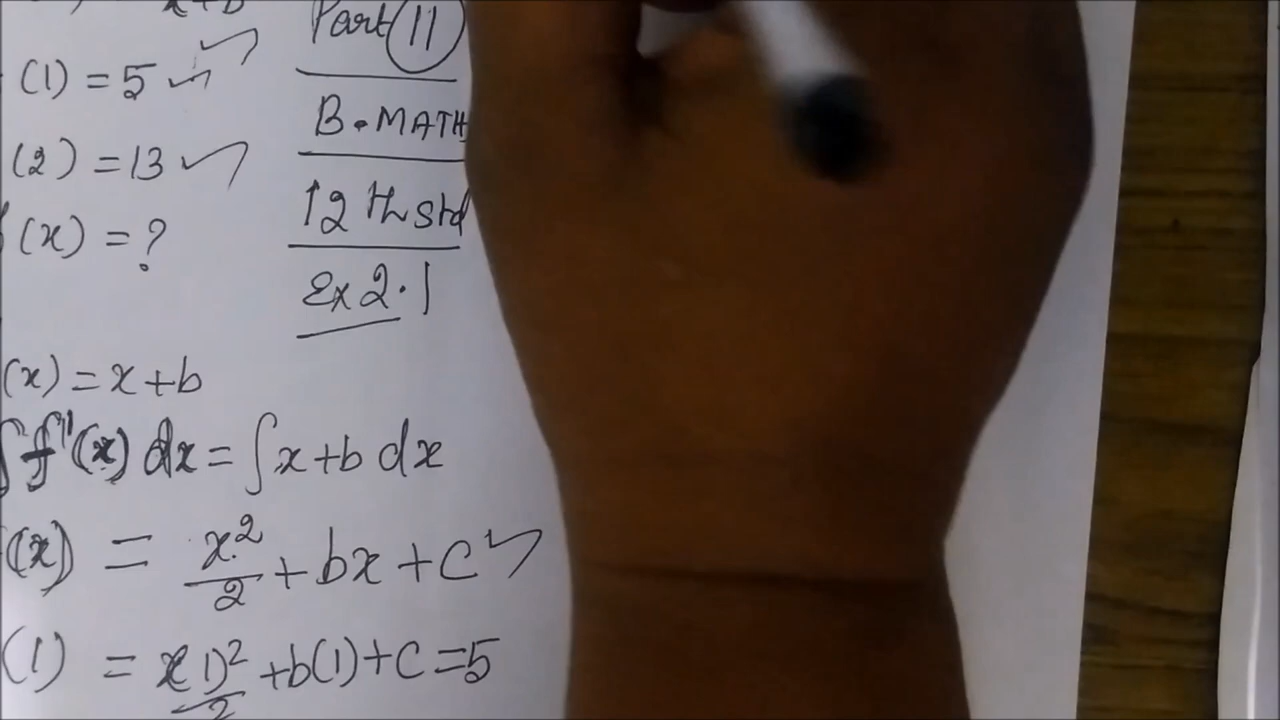 x+b
(1) = 5
(2) = 13
(x) = ?
Part 11
B.MATH
12th std
Ex 2.1
(x) = x+b
∫f'(x) dx = ∫x+b dx
(x) = x²/2 + bx + c
(1) = (1)²/2 + b(1) + c = 5